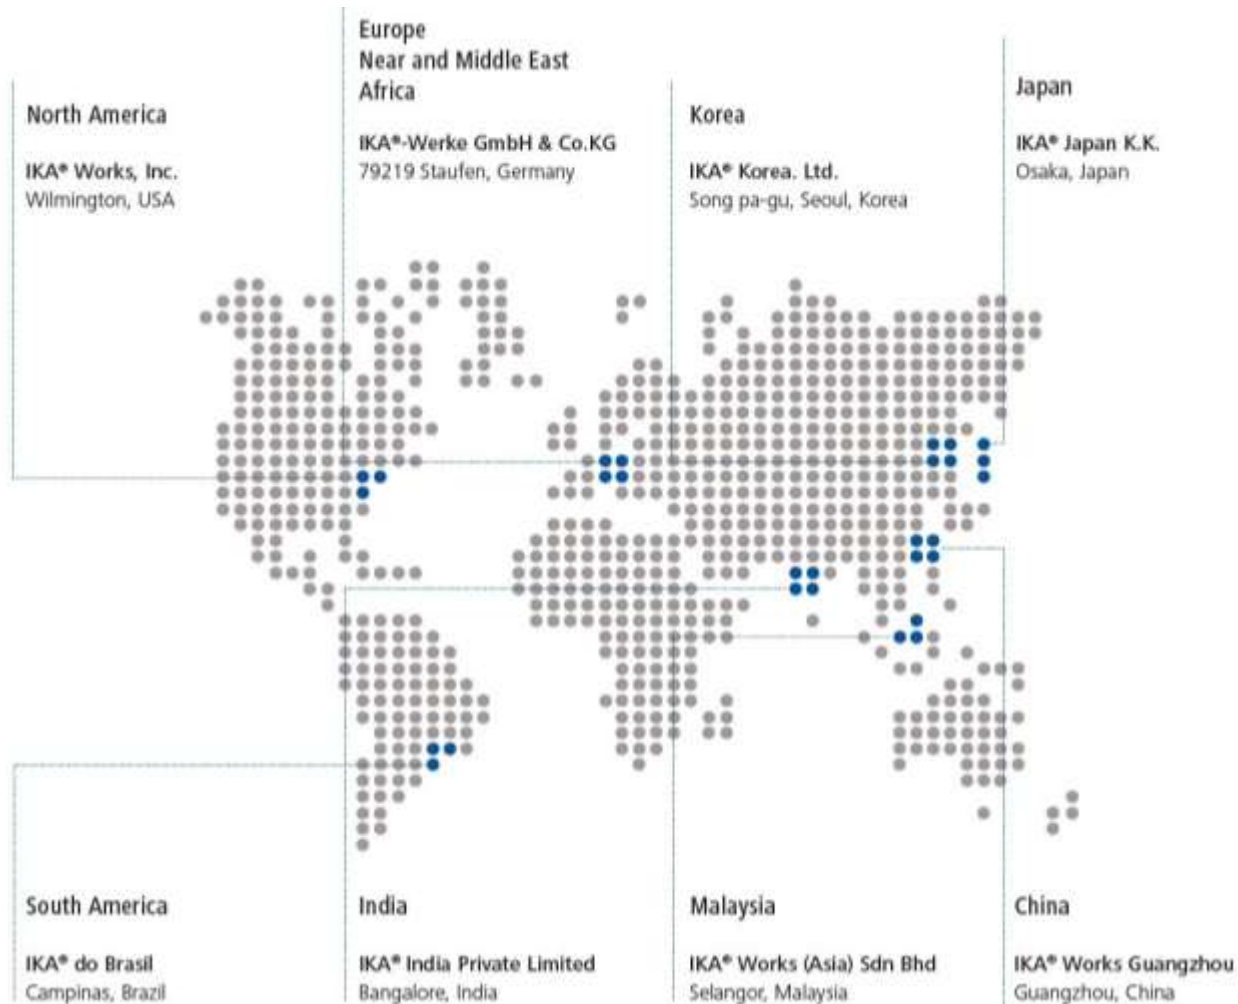 Europe
Near and Middle East
Africa
IKA®-Werke GmbH & Co.KG
79219 Staufen, Germany
North America
IKA® Works, Inc.
Wilmington, USA
Korea
IKA® Korea. Ltd.
Song pa-gu, Seoul, Korea
Japan
IKA® Japan K.K.
Osaka, Japan
South America
IKA® do Brasil
Campinas, Brazil
India
IKA® India Private Limited
Bangalore, India
Malaysia
IKA® Works (Asia) Sdn Bhd
Selangor, Malaysia
China
IKA® Works Guangzhou
Guangzhou, China